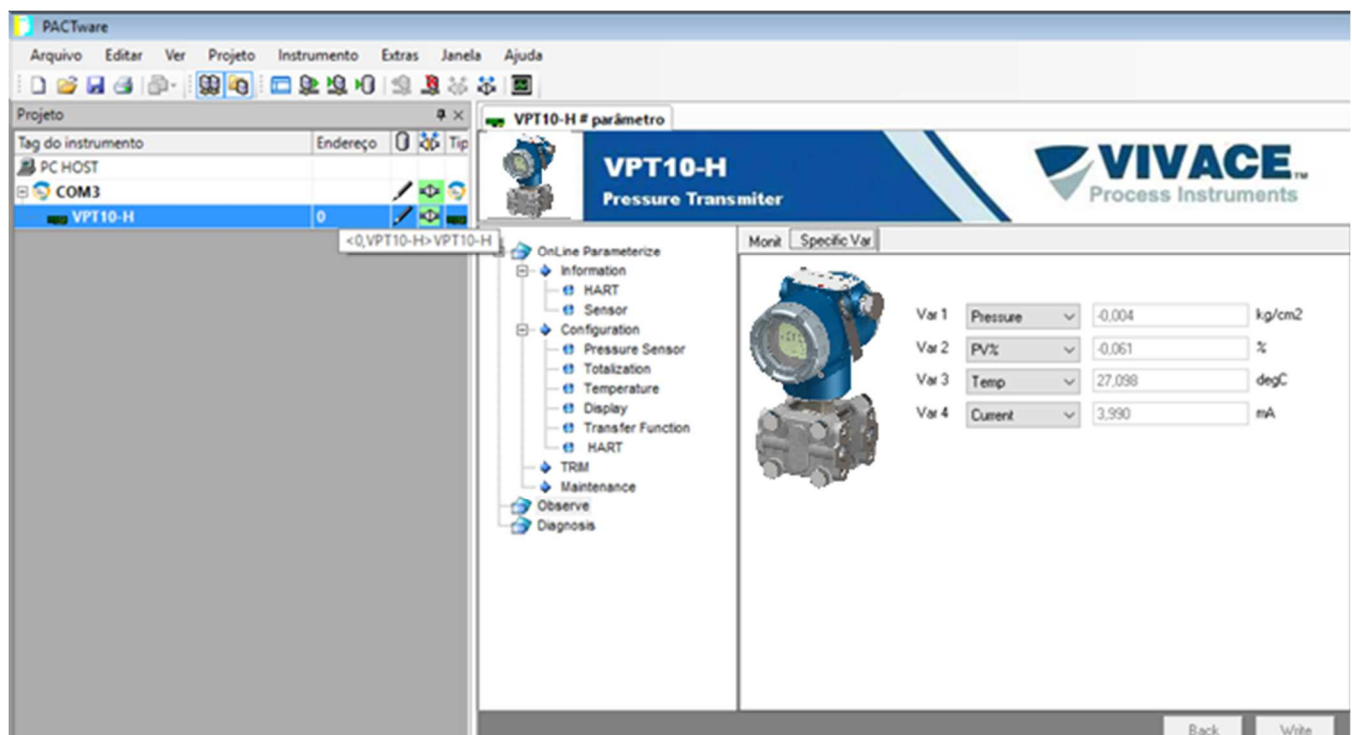 PACTware
Arquivo Editar Ver Projeto Instrumento Extras Janela Ajuda
Projeto
Tag do instrumento Endereço Tip
PC HOST
COM3
VPT10-H 0
<0,VPT10-H>VPT10-H
VPT10-H # parâmetro
VPT10-H
Pressure Transmiter
VIVACE™
Process Instruments
OnLine Parameterize
Information
HART
Sensor
Configuration
Pressure Sensor
Totalization
Temperature
Display
Transfer Function
HART
TRIM
Maintenance
Observe
Diagnosis
Monit Specific Var
Var 1 Pressure -0,004 kg/cm2
Var 2 PV% -0,061 %
Var 3 Temp 27,098 degC
Var 4 Current 3,990 mA
Back Write